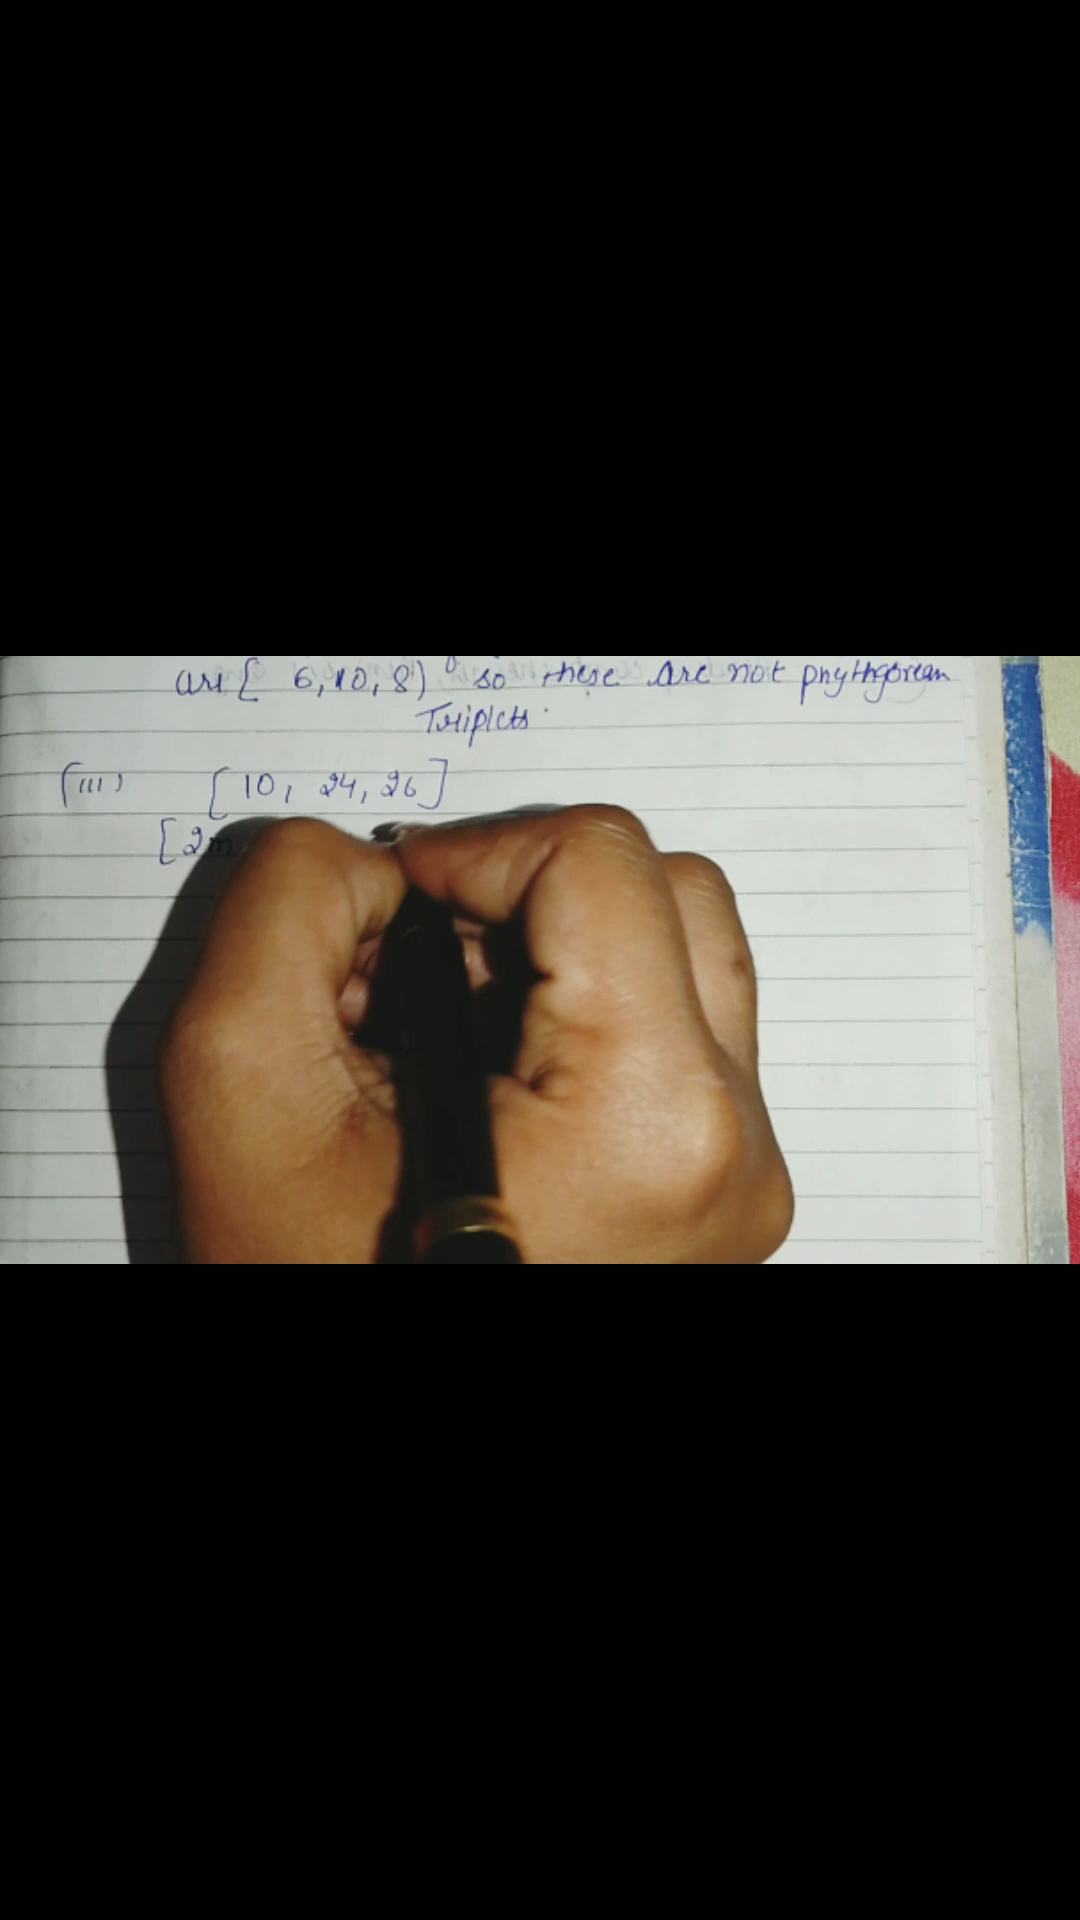 are { 6, 10, 8) so these are not phythgorean
Triplets.
(iii) [10, 24, 26]
[2m